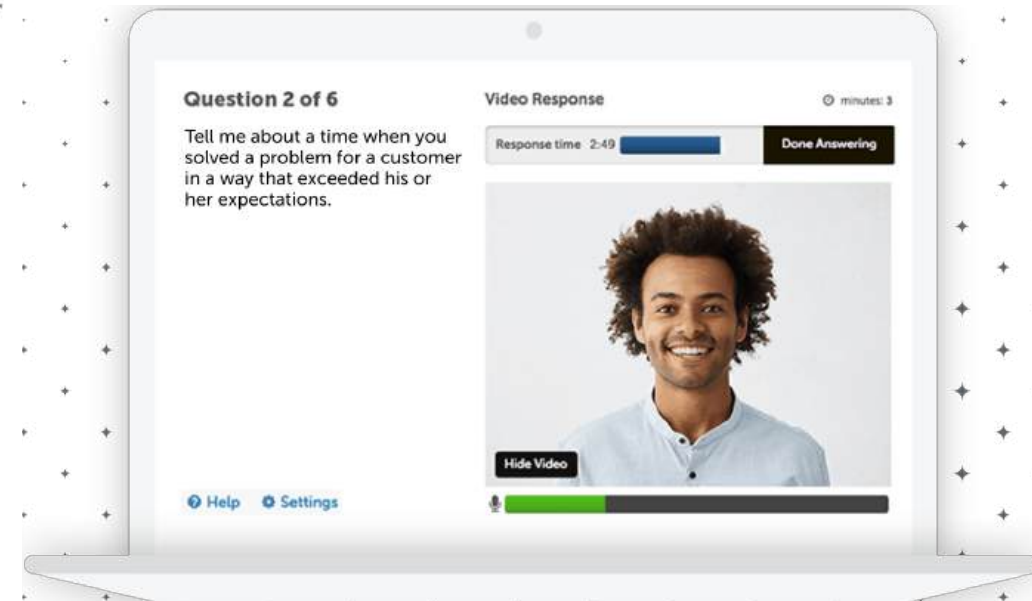 Question 2 of 6
Tell me about a time when you
solved a problem for a customer
in a way that exceeded his or
her expectations.
Help Settings
Video Response
minutes: 3
Response time 2:49
Done Answering
Hide Video